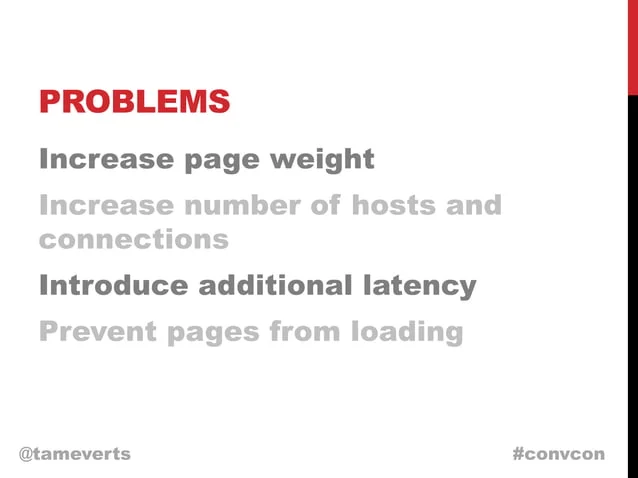 PROBLEMS
Increase page weight
Increase number of hosts and
connections
Introduce additional latency
Prevent pages from loading
@tameverts #convcon